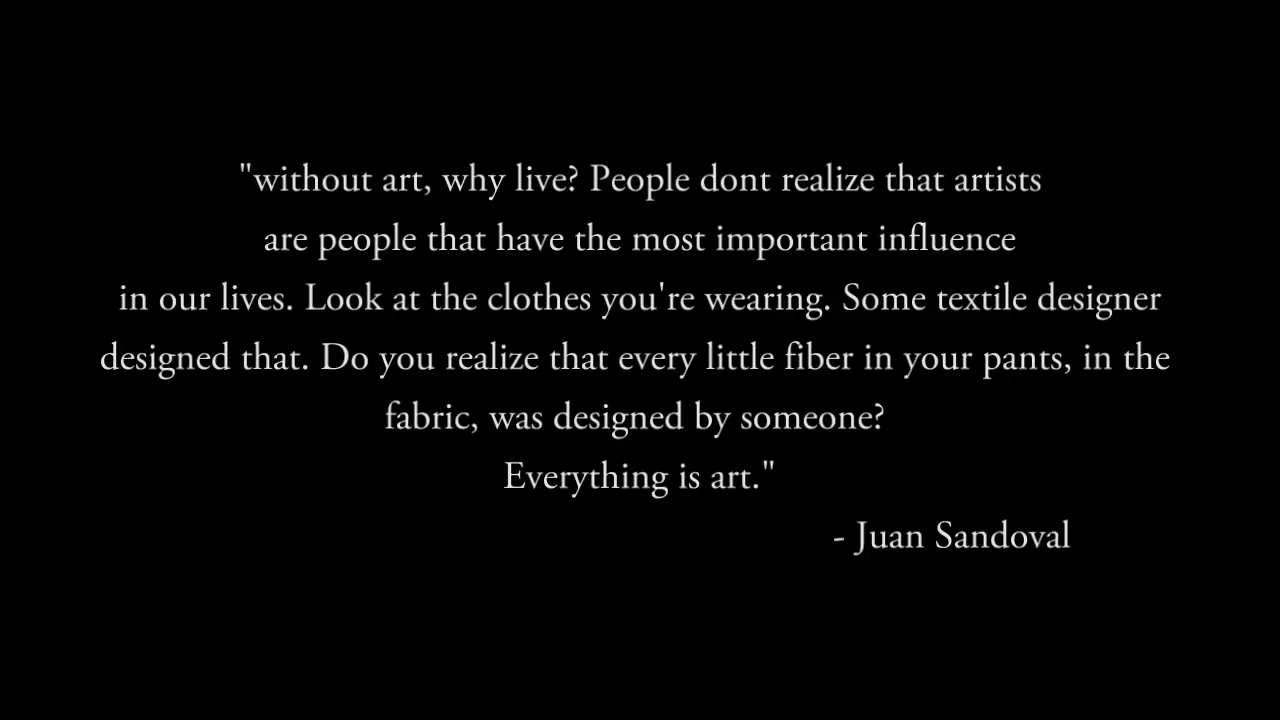 "without art, why live? People dont realize that artists
are people that have the most important influence
in our lives. Look at the clothes you're wearing. Some textile designer
designed that. Do you realize that every little fiber in your pants, in the
fabric, was designed by someone?
Everything is art."
- Juan Sandoval